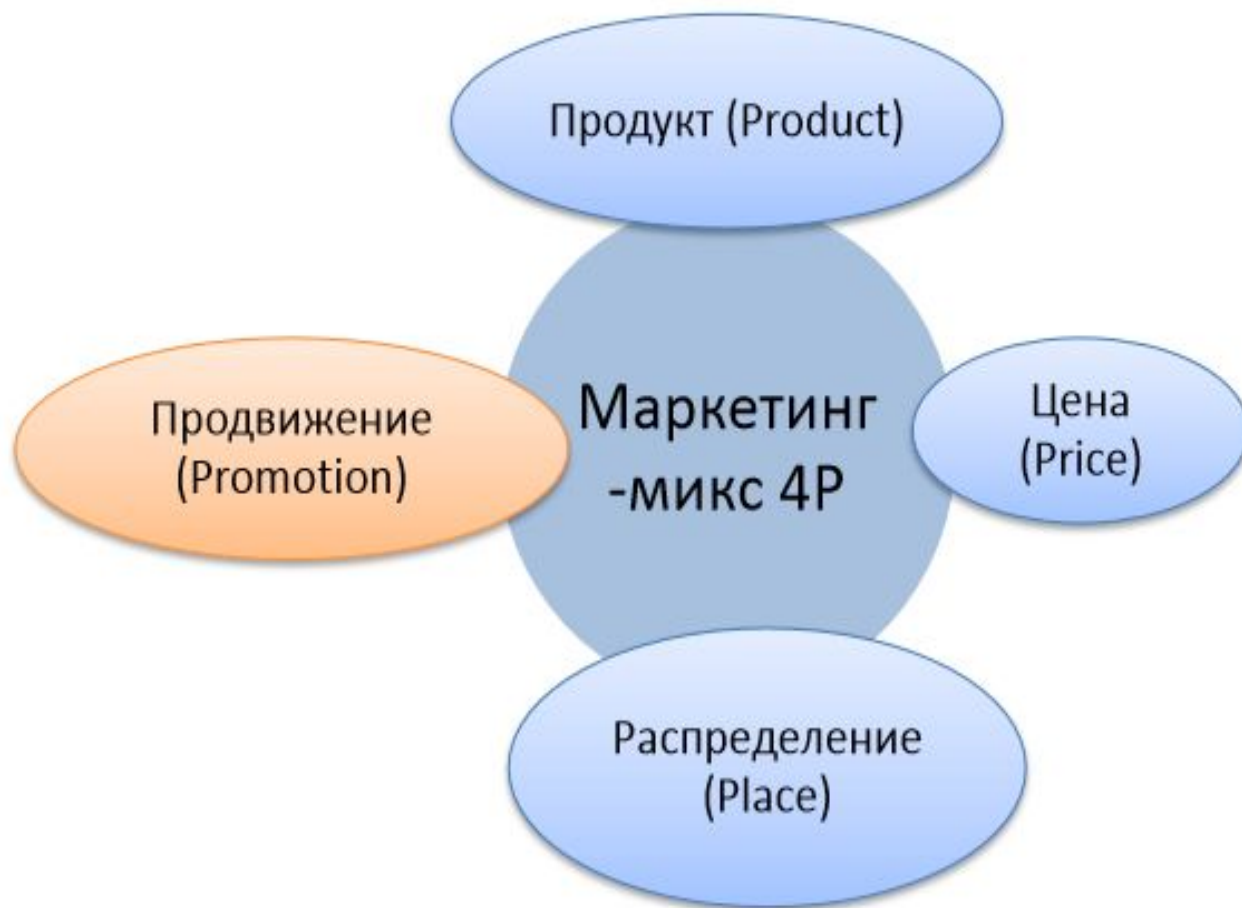 Продукт (Product)
Продвижение
(Promotion)
Маркетинг
-микс 4P
Цена
(Price)
Распределение
(Place)